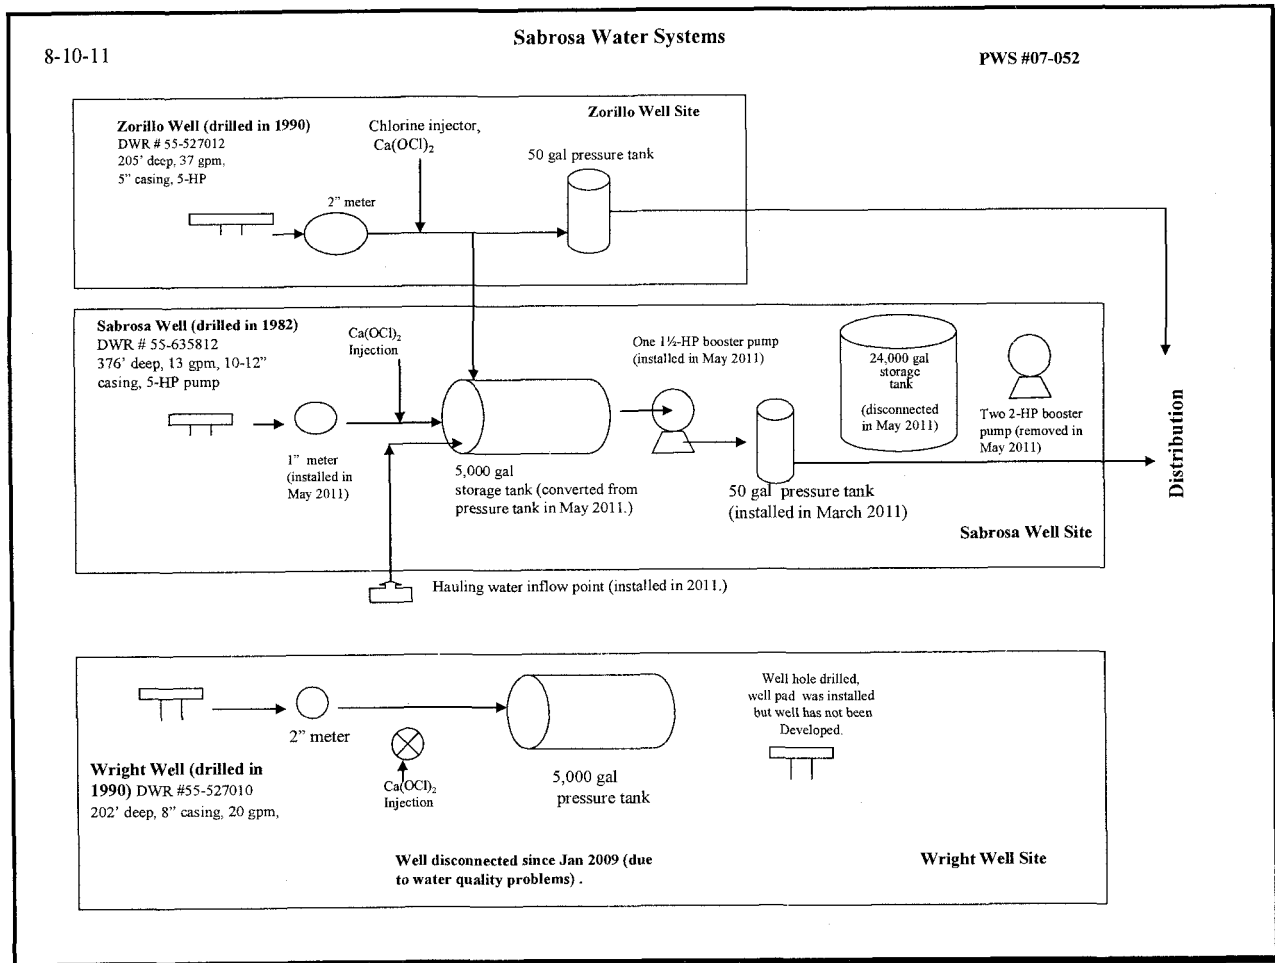 Sabrosa Water Systems
8-10-11
PWS #07-052
Zorillo Well Site
Zorillo Well (drilled in 1990)
DWR # 55-527012
205' deep, 37 gpm,
5” casing, 5-HP
Chlorine injector,
Ca(OCl)2
50 gal pressure tank
2” meter
Sabrosa Well (drilled in 1982)
DWR # 55-635812
376' deep, 13 gpm, 10-12”
casing, 5-HP pump
Ca(OCl)2
Injection
One 1½-HP booster pump
(installed in May 2011)
24,000 gal
storage
tank
(disconnected
in May 2011)
Two 2-HP booster
pump (removed in
May 2011)
Distribution
1” meter
(installed in
May 2011)
5,000 gal
storage tank (converted from
pressure tank in May 2011.)
50 gal pressure tank
(installed in March 2011)
Sabrosa Well Site
Hauling water inflow point (installed in 2011.)
Well hole drilled,
well pad was installed
but well has not been
Developed.
2” meter
Wright Well (drilled in
1990) DWR #55-527010
202' deep, 8” casing, 20 gpm,
Ca(OCl)2
Injection
5,000 gal
pressure tank
Well disconnected since Jan 2009 (due
to water quality problems) .
Wright Well Site